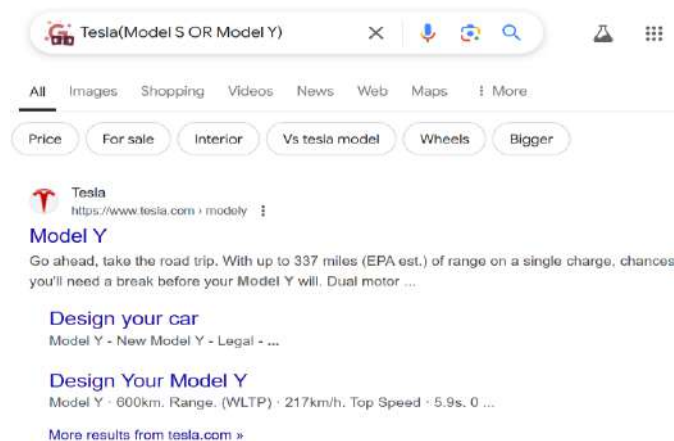 Tesla(Model S OR Model Y)
All Images Shopping Videos News Web Maps More
Price For sale Interior Vs tesla model Wheels Bigger
Tesla
https://www.tesla.com › modely
Model Y
Go ahead, take the road trip. With up to 337 miles (EPA est.) of range on a single charge, chances
you'll need a break before your Model Y will. Dual motor ...
Design your car
Model Y - New Model Y - Legal - ...
Design Your Model Y
Model Y · 600km. Range. (WLTP) · 217km/h. Top Speed · 5.9s. 0 ...
More results from tesla.com »